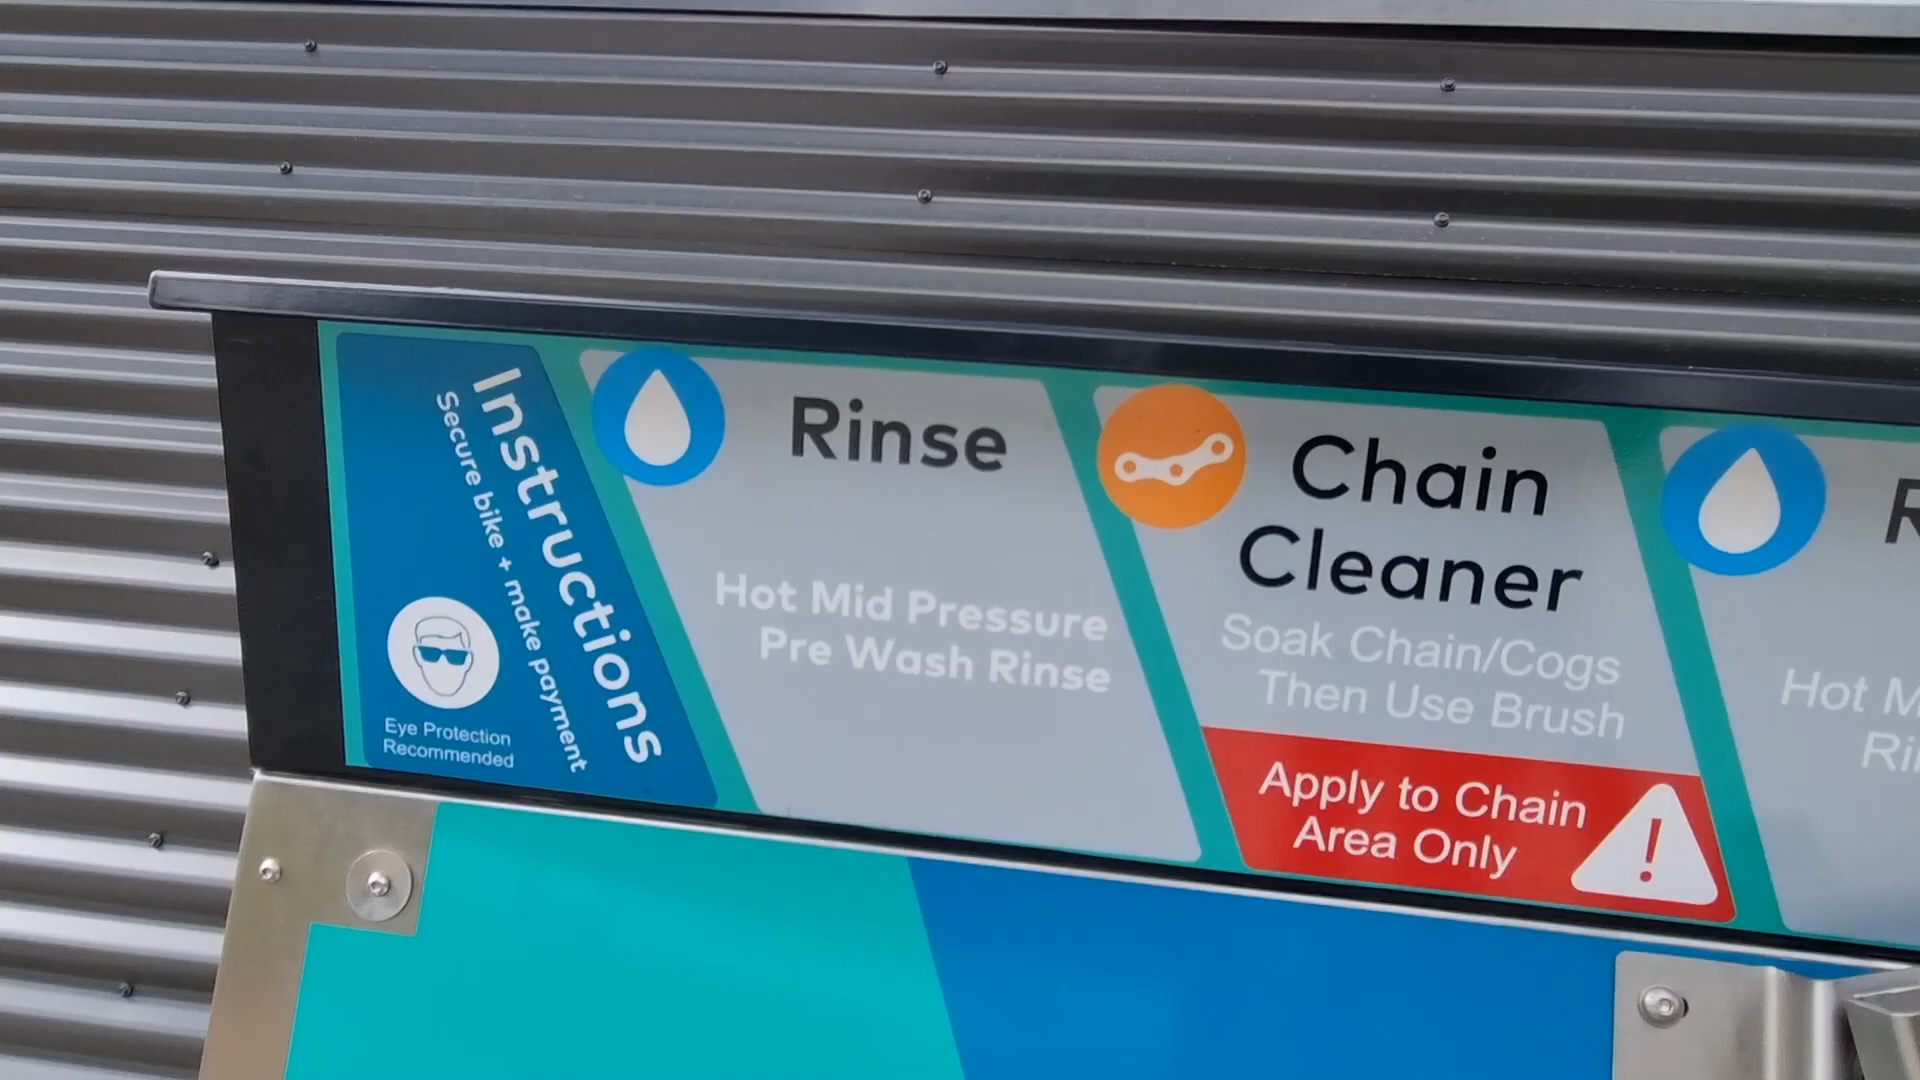 Instructions
Secure bike + make payment
Eye Protection
Recommended
Rinse
Hot Mid Pressure
Pre Wash Rinse
Chain
Cleaner
Soak Chain/Cogs
Then Use Brush
Apply to Chain
Area Only
!
Hot